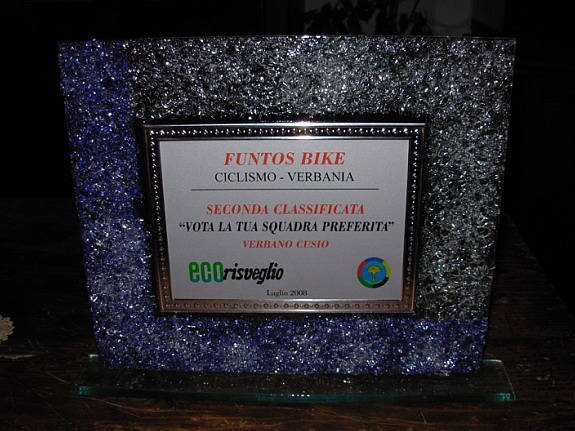 FUNTOS BIKE
CICLISMO - VERBANIA
SECONDA CLASSIFICATA
“VOTA LA TUA SQUADRA PREFERITA”
VERBANO CUSIO
ecorisveglio
Luglio 2008